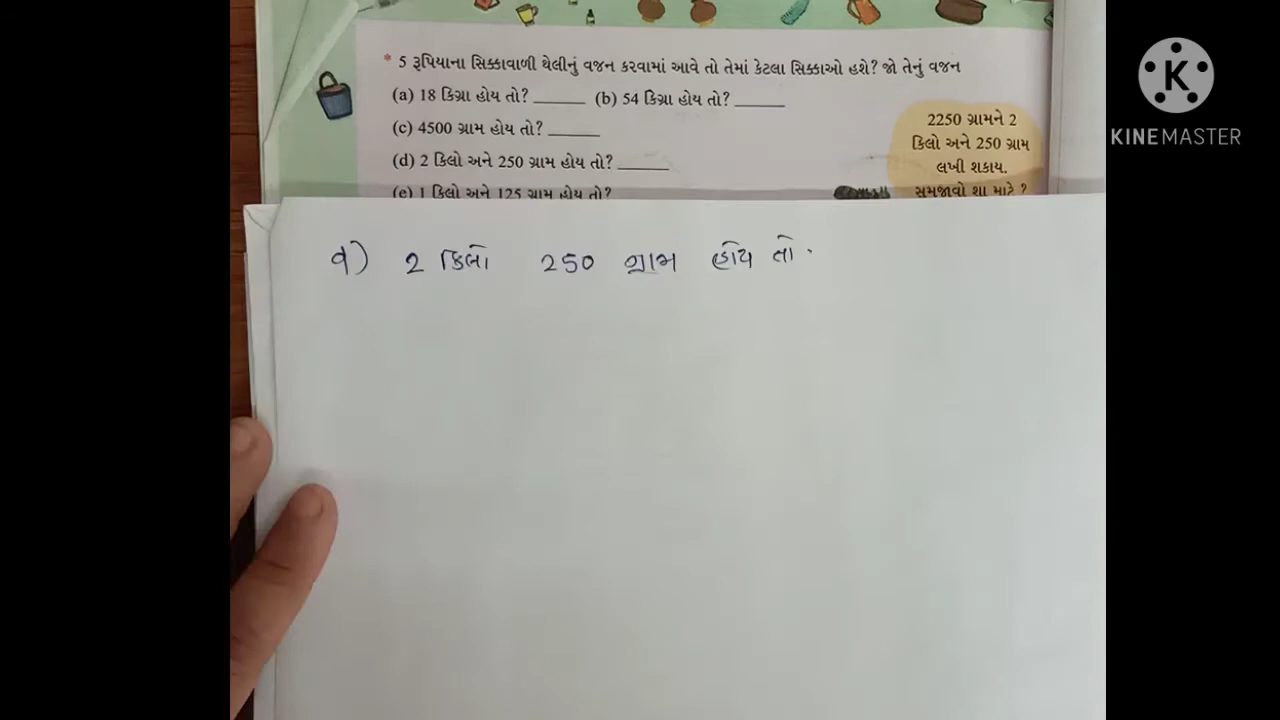 * 5 રૂપિયાના સિક્કાવાળી થેલીનું વજન કરવામાં આવે તો તેમાં કેટલા સિક્કાઓ હશે? જો તેનું વજન
(a) 18 કિગ્રા હોય તો? ______ (b) 54 કિગ્રા હોય તો? ______
(c) 4500 ગ્રામ હોય તો? ______
(d) 2 કિલો અને 250 ગ્રામ હોય તો? ______
(e) 1 કિલો અને 125 ગ્રામ હોય તો?
2250 ગ્રામને 2
કિલો અને 250 ગ્રામ
લખી શકાય.
સમજાવો શા માટે ?
KINEMASTER
2 કિલો 250 ગ્રામ હોય તો.